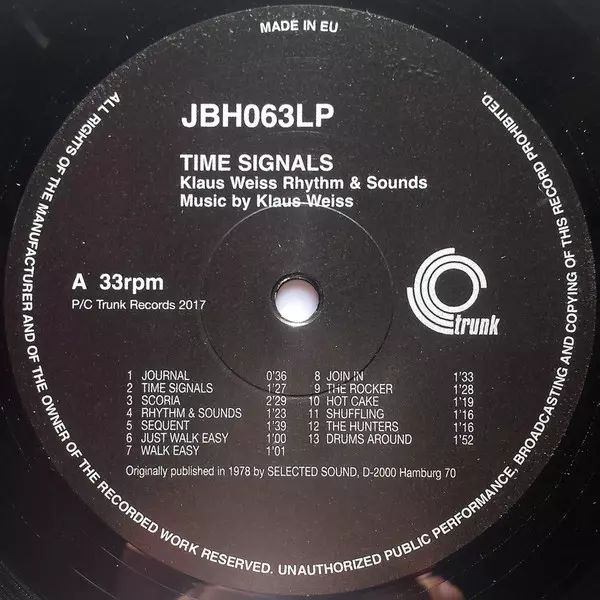 MADE IN EU
JBH063LP
TIME SIGNALS
Klaus Weiss Rhythm & Sounds
Music by Klaus Weiss
A 33rpm
P/C Trunk Records 2017
trunk
1 JOURNAL 0'36
2 TIME SIGNALS 1'27
3 SCORIA 2'29
4 RHYTHM & SOUNDS 1'23
5 SEQUENT 1'39
6 JUST WALK EASY 1'00
7 WALK EASY 1'01
8 JOIN IN 1'33
9 THE ROCKER 1'28
10 HOT CAKE 1'19
11 SHUFFLING 1'16
12 THE HUNTERS 1'16
13 DRUMS AROUND 1'52
Originally published in 1978 by SELECTED SOUND, D-2000 Hamburg 70
ALL RIGHTS OF THE MANUFACTURER AND OF THE OWNER OF THE RECORDED WORK RESERVED. UNAUTHORIZED PUBLIC PERFORMANCE, BROADCASTING AND COPYING OF THIS RECORD PROHIBITED.